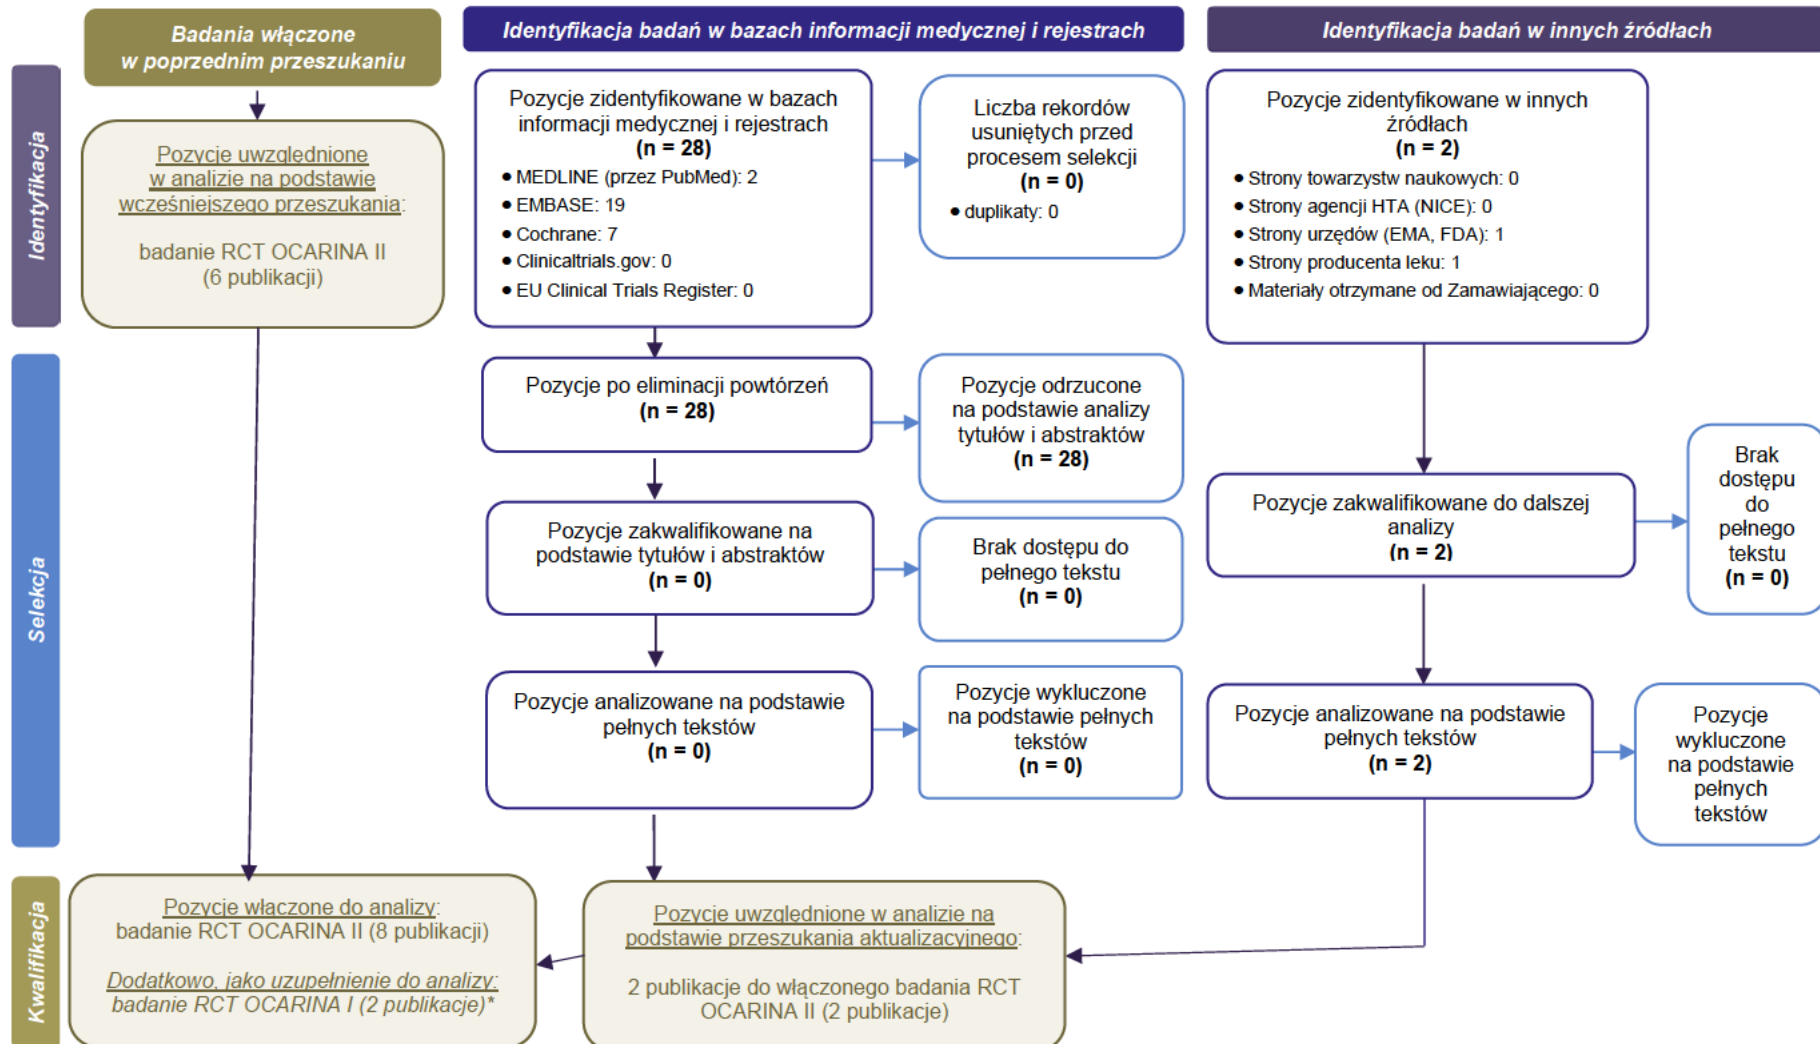 Badania włączone
w poprzednim przeszukaniu
Identyfikacja badań w bazach informacji medycznej i rejestrach
Identyfikacja badań w innych źródłach
Identyfikacja
Pozycje uwzględnione
w analizie na podstawie
wcześniejszego przeszukania:
badanie RCT OCARINA II
(6 publikacji)
Pozycje zidentyfikowane w bazach
informacji medycznej i rejestrach
(n = 28)
• MEDLINE (przez PubMed): 2
• EMBASE: 19
• Cochrane: 7
• Clinicaltrials.gov: 0
• EU Clinical Trials Register: 0
Liczba rekordów
usuniętych przed
procesem selekcji
(n = 0)
• duplikaty: 0
Pozycje zidentyfikowane w innych
źródłach
(n = 2)
• Strony towarzystw naukowych: 0
• Strony agencji HTA (NICE): 0
• Strony urzędów (EMA, FDA): 1
• Strony producenta leku: 1
• Materiały otrzymane od Zamawiającego: 0
Selekcja
Pozycje po eliminacji powtórzeń
(n = 28)
Pozycje odrzucone
na podstawie analizy
tytułów i abstraktów
(n = 28)
Pozycje zakwalifikowane na
podstawie tytułów i abstraktów
(n = 0)
Brak dostępu do
pełnego tekstu
(n = 0)
Pozycje zakwalifikowane do dalszej
analizy
(n = 2)
Brak
dostępu
do
pełnego
tekstu
(n = 0)
Pozycje analizowane na podstawie
pełnych tekstów
(n = 0)
Pozycje wykluczone
na podstawie pełnych
tekstów
(n = 0)
Pozycje analizowane na podstawie
pełnych tekstów
(n = 2)
Pozycje
wykluczone
na podstawie
pełnych
tekstów
Kwalifikacja
Pozycje włączone do analizy:
badanie RCT OCARINA II (8 publikacji)
Dodatkowo, jako uzupełnienie do analizy:
badanie RCT OCARINA I (2 publikacje)*
Pozycje uwzględnione w analizie na
podstawie przeszukania aktualizacyjnego:
2 publikacje do włączonego badania RCT
OCARINA II (2 publikacje)